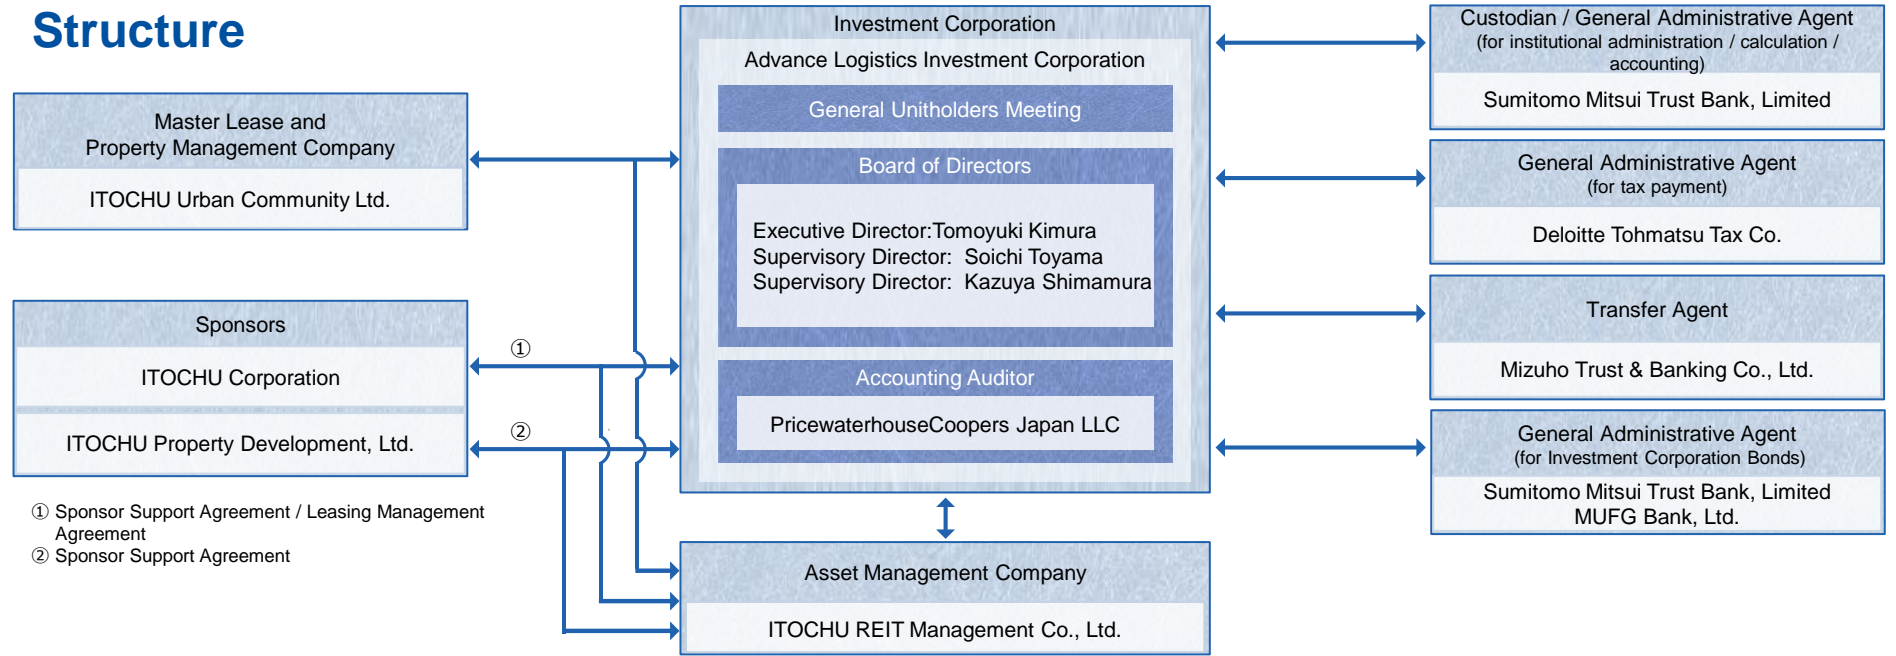 Structure
Master Lease and
Property Management Company
ITOCHU Urban Community Ltd.
Sponsors
ITOCHU Corporation
ITOCHU Property Development, Ltd.
① Sponsor Support Agreement / Leasing Management
Agreement
② Sponsor Support Agreement
①
②
Investment Corporation
Advance Logistics Investment Corporation
General Unitholders Meeting
Board of Directors
Executive Director:Tomoyuki Kimura
Supervisory Director: Soichi Toyama
Supervisory Director: Kazuya Shimamura
Accounting Auditor
PricewaterhouseCoopers Japan LLC
Asset Management Company
ITOCHU REIT Management Co., Ltd.
Custodian / General Administrative Agent
(for institutional administration / calculation /
accounting)
Sumitomo Mitsui Trust Bank, Limited
General Administrative Agent
(for tax payment)
Deloitte Tohmatsu Tax Co.
Transfer Agent
Mizuho Trust & Banking Co., Ltd.
General Administrative Agent
(for Investment Corporation Bonds)
Sumitomo Mitsui Trust Bank, Limited
MUFG Bank, Ltd.